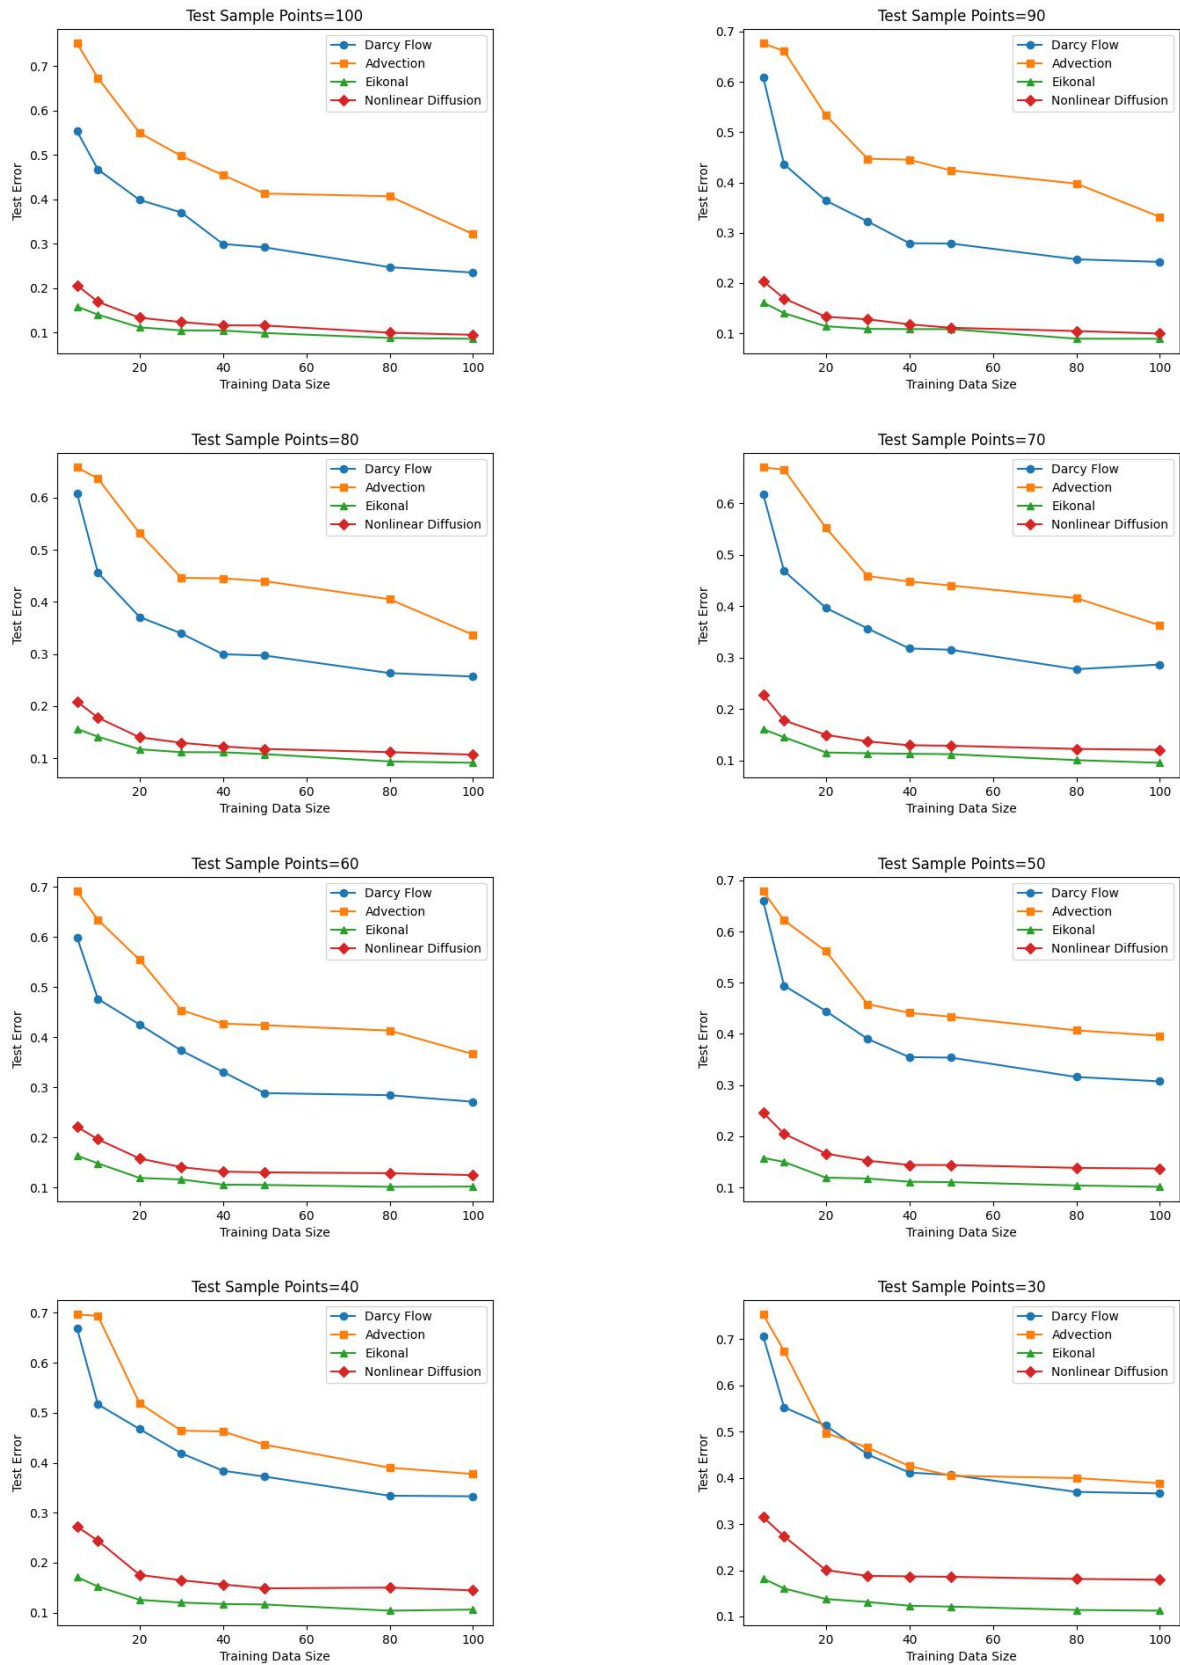 Test Sample Points=100
0.7
0.6
0.5
0.4
0.3
0.2
0.1
Test Error
Darcy Flow
Advection
Eikonal
Nonlinear Diffusion
20 40 60 80 100
Training Data Size
Test Sample Points=90
0.7
0.6
0.5
0.4
0.3
0.2
0.1
Test Error
Darcy Flow
Advection
Eikonal
Nonlinear Diffusion
20 40 60 80 100
Training Data Size
Test Sample Points=80
0.6
0.5
0.4
0.3
0.2
0.1
Test Error
Darcy Flow
Advection
Eikonal
Nonlinear Diffusion
20 40 60 80 100
Training Data Size
Test Sample Points=70
0.6
0.5
0.4
0.3
0.2
0.1
Test Error
Darcy Flow
Advection
Eikonal
Nonlinear Diffusion
20 40 60 80 100
Training Data Size
Test Sample Points=60
0.7
0.6
0.5
0.4
0.3
0.2
0.1
Test Error
Darcy Flow
Advection
Eikonal
Nonlinear Diffusion
20 40 60 80 100
Training Data Size
Test Sample Points=50
0.7
0.6
0.5
0.4
0.3
0.2
0.1
Test Error
Darcy Flow
Advection
Eikonal
Nonlinear Diffusion
20 40 60 80 100
Training Data Size
Test Sample Points=40
0.7
0.6
0.5
0.4
0.3
0.2
0.1
Test Error
Darcy Flow
Advection
Eikonal
Nonlinear Diffusion
20 40 60 80 100
Training Data Size
Test Sample Points=30
0.7
0.6
0.5
0.4
0.3
0.2
0.1
Test Error
Darcy Flow
Advection
Eikonal
Nonlinear Diffusion
20 40 60 80 100
Training Data Size